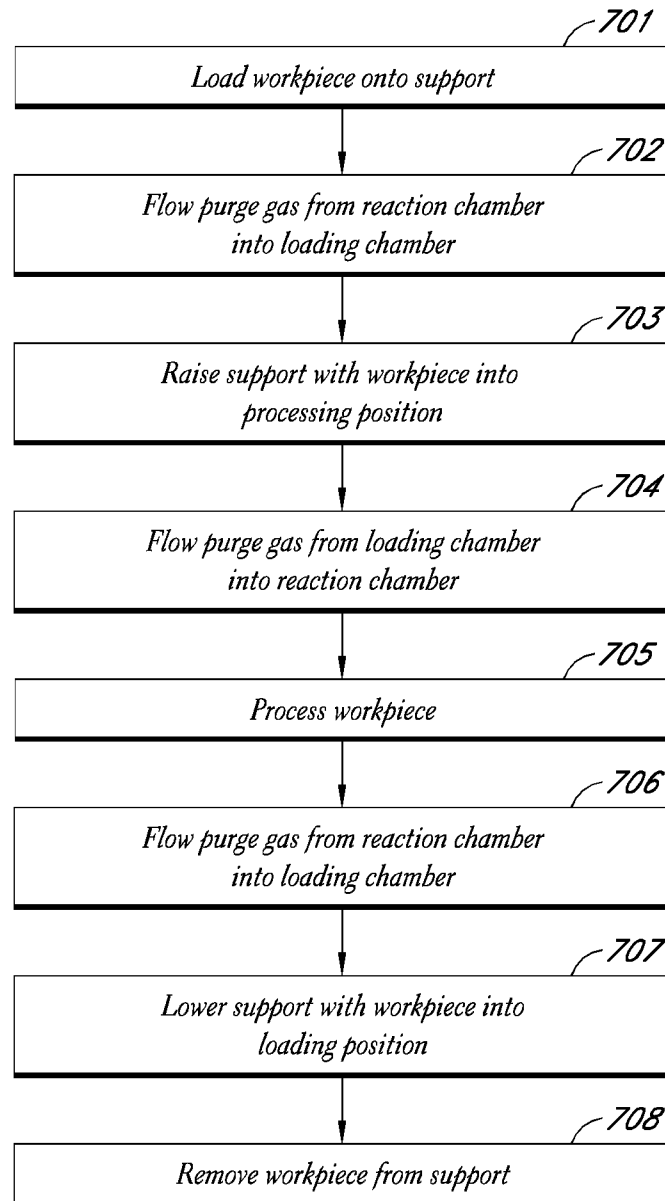 701
Load workpiece onto support
702
Flow purge gas from reaction chamber
into loading chamber
703
Raise support with workpiece into
processing position
704
Flow purge gas from loading chamber
into reaction chamber
705
Process workpiece
706
Flow purge gas from reaction chamber
into loading chamber
707
Lower support with workpiece into
loading position
708
Remove workpiece from support